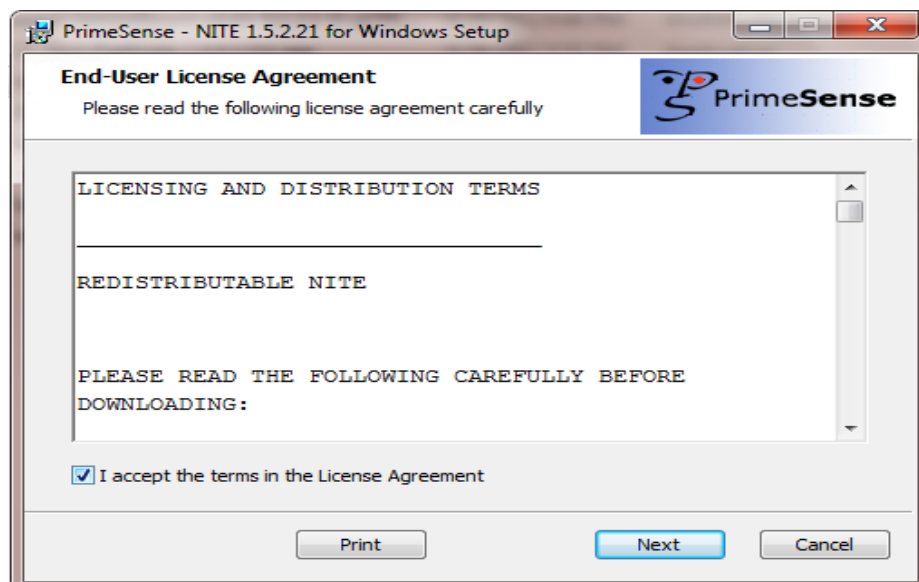 PrimeSense - NITE 1.5.2.21 for Windows Setup
End-User License Agreement
Please read the following license agreement carefully
PrimeSense
LICENSING AND DISTRIBUTION TERMS
REDISTRIBUTABLE NITE
PLEASE READ THE FOLLOWING CAREFULLY BEFORE
DOWNLOADING:
I accept the terms in the License Agreement
Print Next Cancel